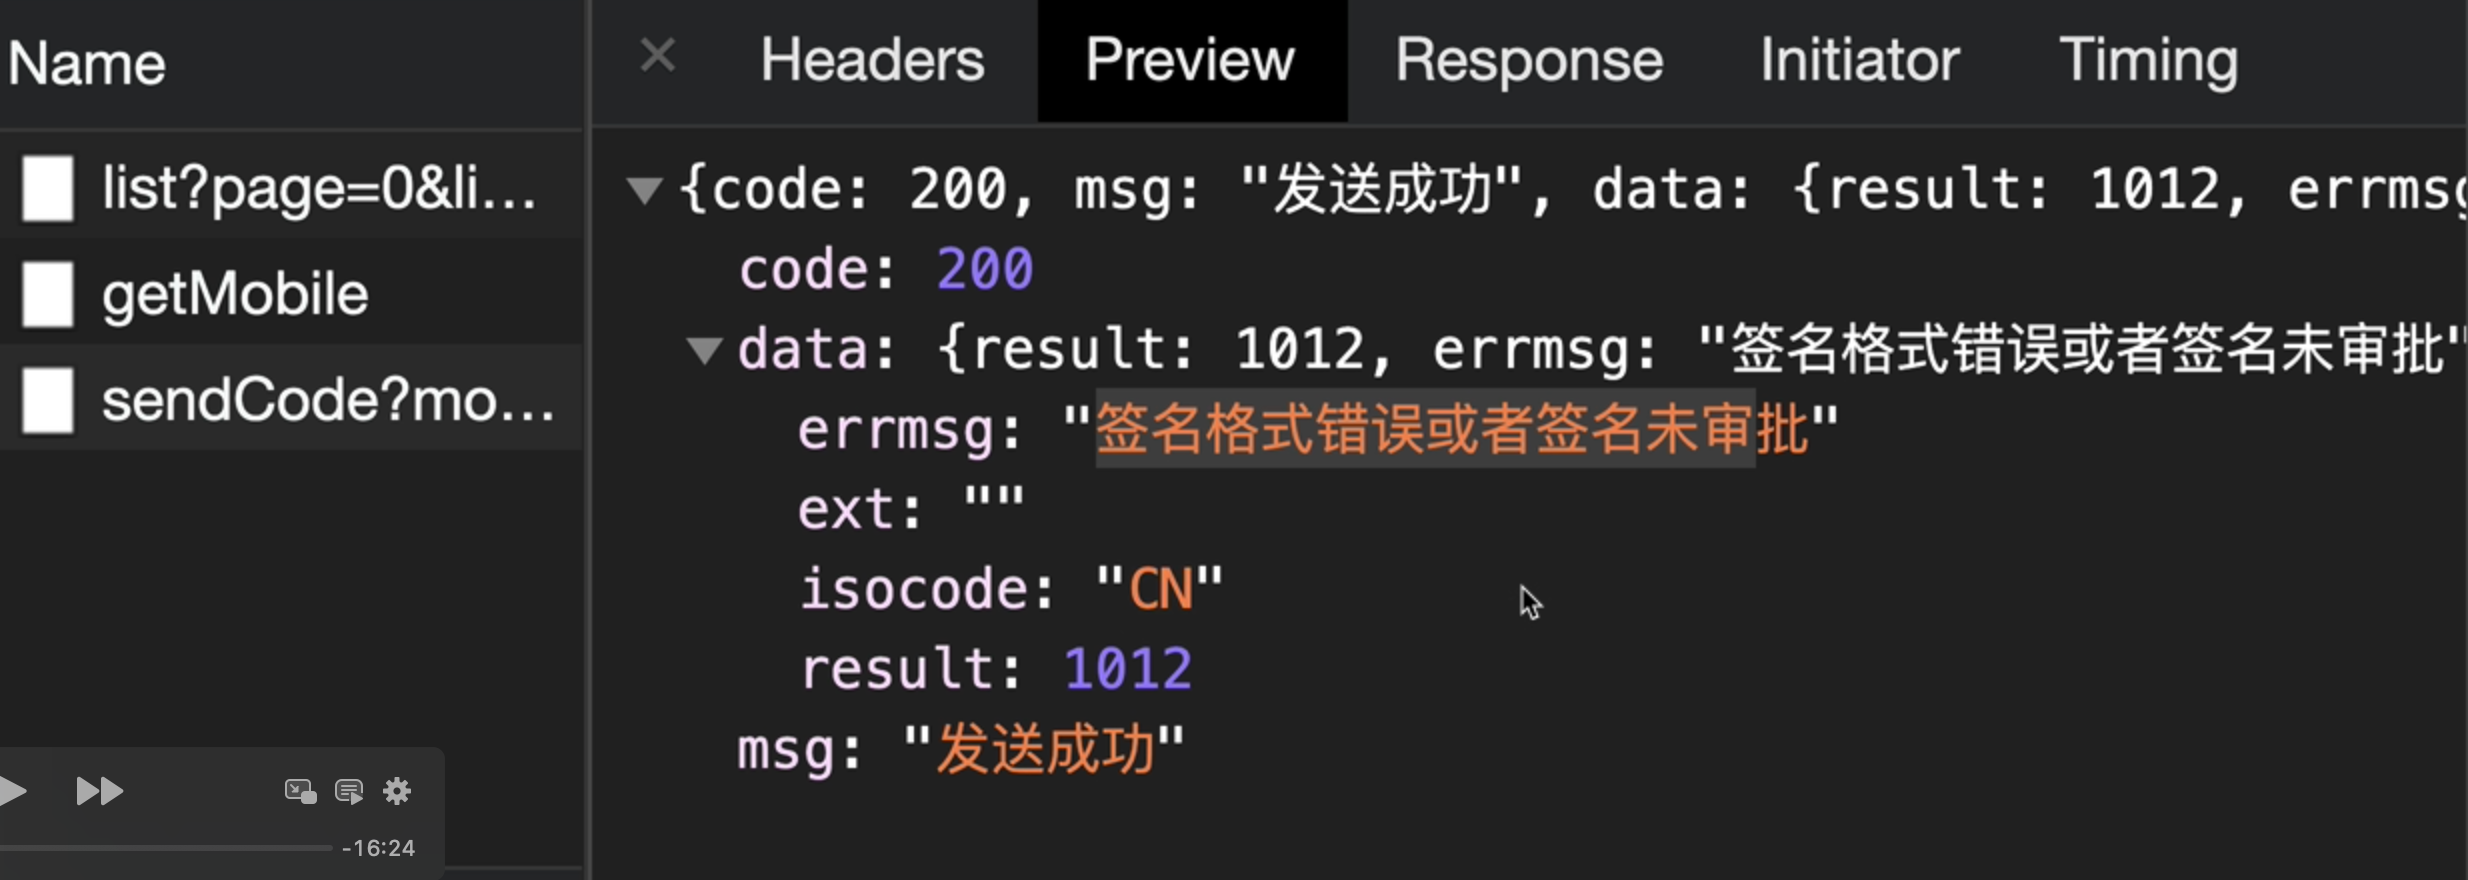 Name
list?page=0&li...
getMobile
sendCode?mo...
Headers Preview Response Initiator Timing
{code: 200, msg: "发送成功", data: {result: 1012, errmsg
code: 200
data: {result: 1012, errmsg: "签名格式错误或者签名未审批"
errmsg: "签名格式错误或者签名未审批"
ext: ""
isocode: "CN"
result: 1012
msg: "发送成功"
-16:24